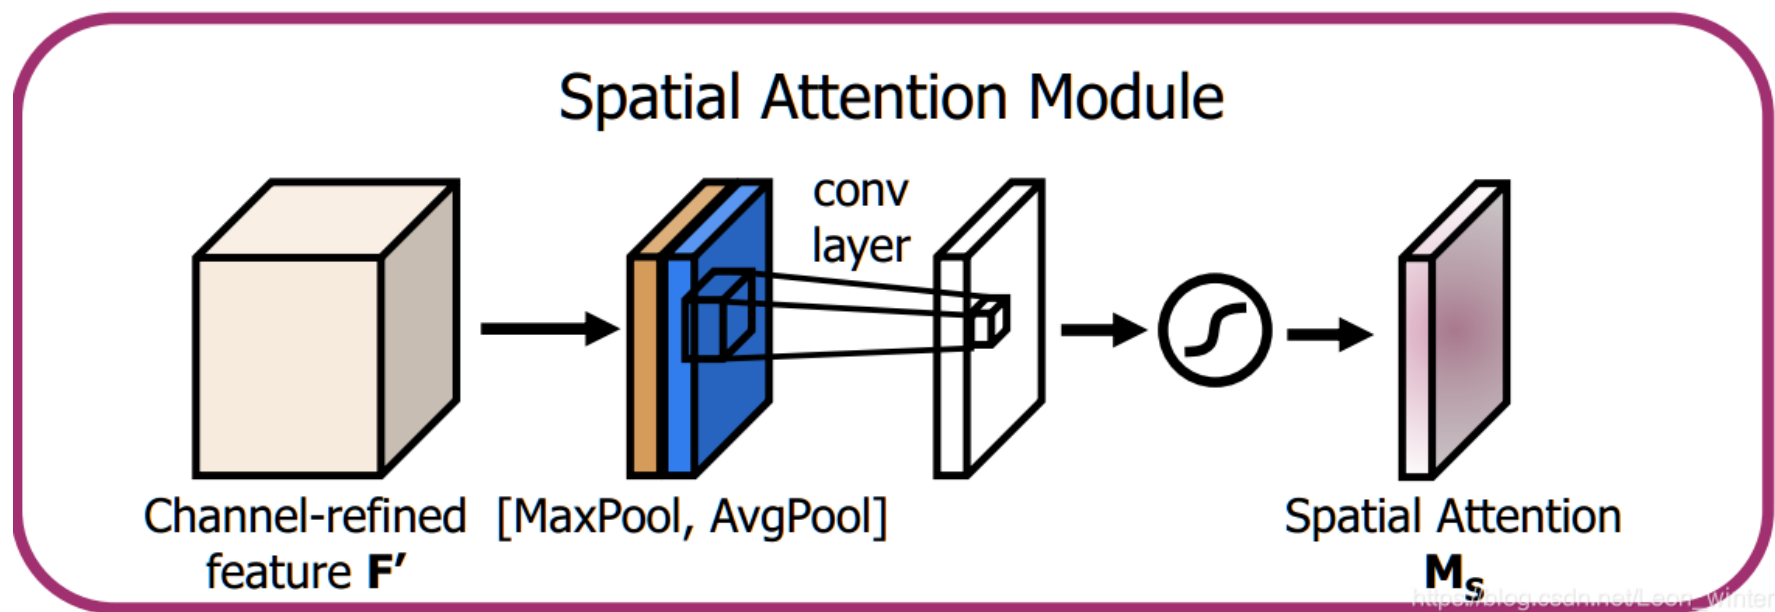 Spatial Attention Module
conv
layer
Channel-refined
feature F′
[MaxPool, AvgPool]
Spatial Attention
Ms
https://blog.csdn.net/Leon_winter